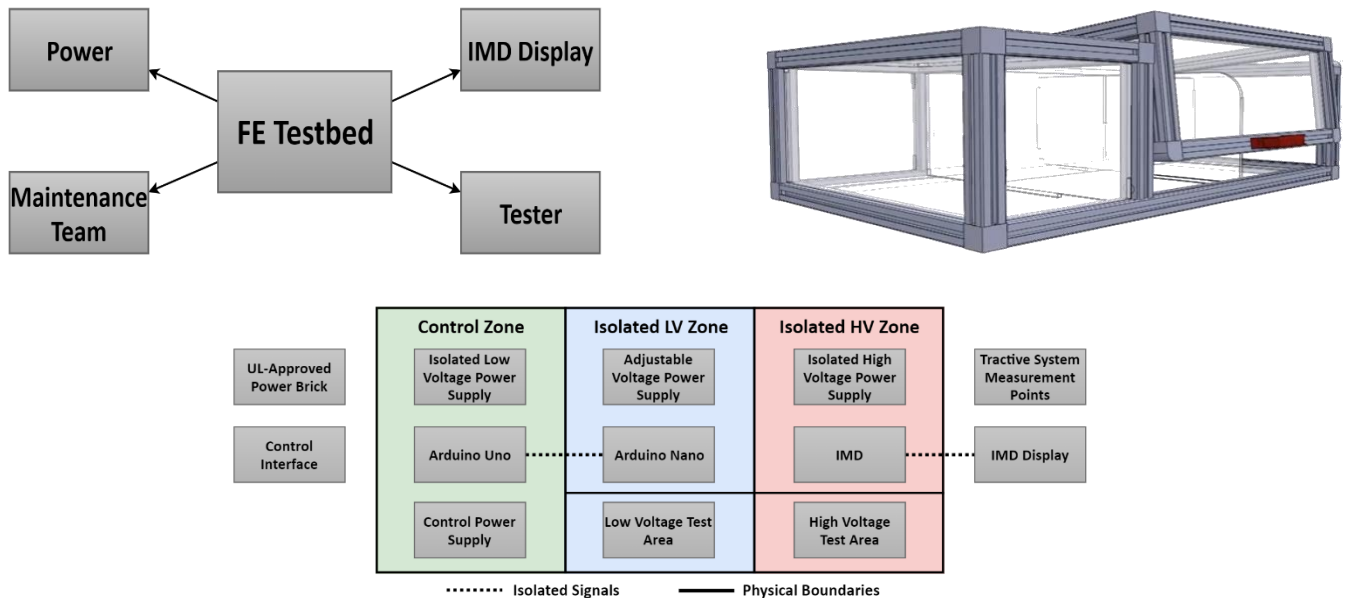 Power
IMD Display
FE Testbed
Maintenance
Team
Tester
Control Zone
Isolated LV Zone
Isolated HV Zone
UL-Approved
Power Brick
Isolated Low
Voltage Power
Supply
Adjustable
Voltage Power
Supply
Isolated High
Voltage Power
Supply
Tractive System
Measurement
Points
Control
Interface
Arduino Uno
Arduino Nano
IMD
IMD Display
Control Power
Supply
Low Voltage Test
Area
High Voltage
Test Area
Isolated Signals
Physical Boundaries